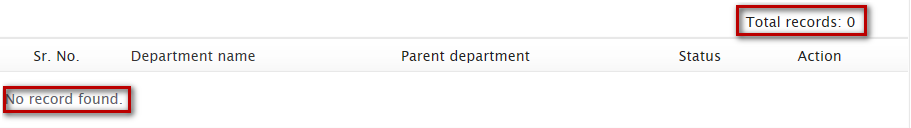 Total records: 0
Sr. No. Department name Parent department Status Action
No record found.